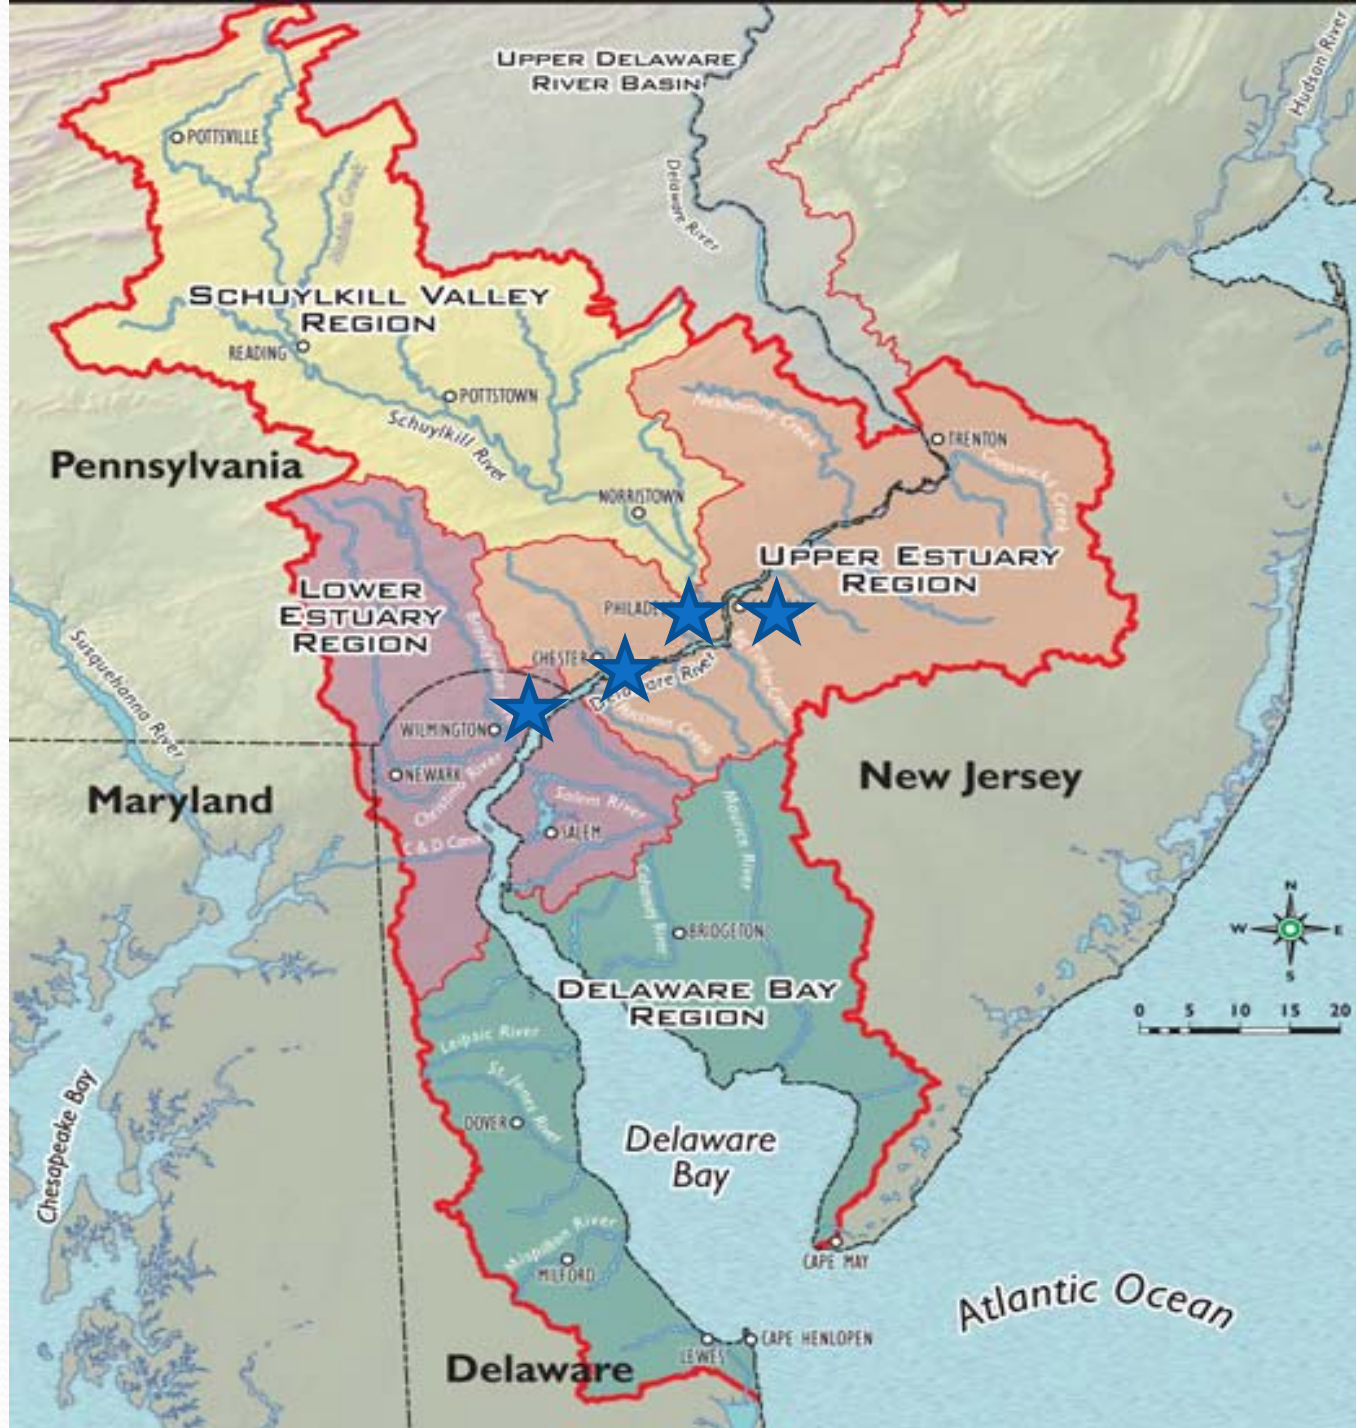 UPPER DELAWARE
RIVER BASIN
Hudson River
POTTSVILLE
Delaware River
SCHUYLKILL VALLEY
REGION
READING
POTTSTOWN
Schuylkill River
TRENTON
Pennsylvania
NORRISTOWN
UPPER ESTUARY
REGION
LOWER
ESTUARY
REGION
CHESTER
Delaware River
Raccoon Creek
Susquehanna River
WILMINGTON
NEWARK
Christina River
Maryland
New Jersey
Salem River
SALEM
Maurice River
C & D
BRIDGETON
N
W
E
S
DELAWARE BAY
REGION
0 5 10 15 20
Leipsic River
St. Jones River
DOVER
Chesapeake Bay
Delaware
Bay
Mispillion River
MILFORD
CAPE MAY
Atlantic Ocean
CAPE HENLOPEN
LEWES
Delaware